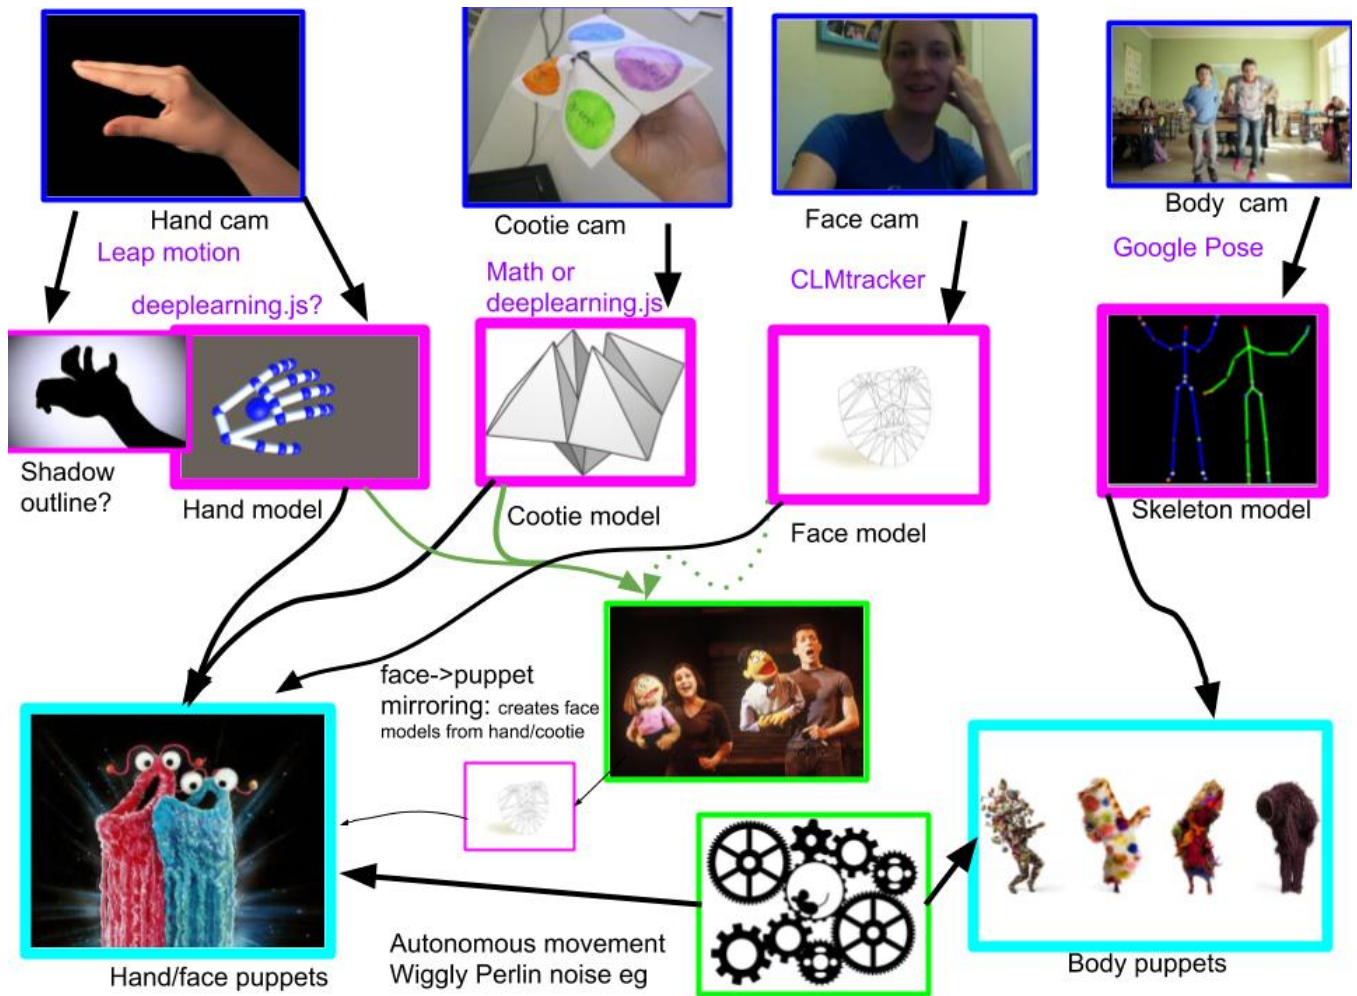 Hand cam
Cootie cam
Face cam
Body cam
Leap motion
deeplearning.js?
Math or
deeplearning.js
CLMtracker
Google Pose
Shadow
outline?
Hand model
Cootie model
Face model
Skeleton model
face->puppet
mirroring: creates face
models from hand/cootie
Autonomous movement
Wiggly Perlin noise eg
Hand/face puppets
Body puppets